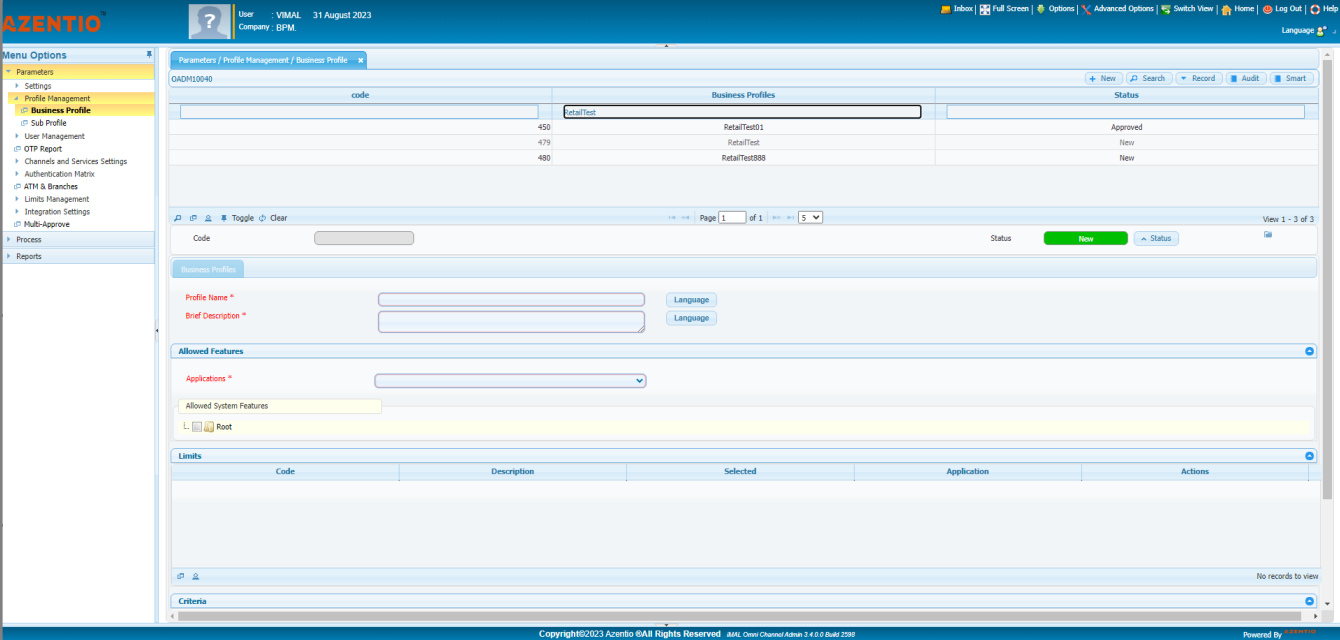 AZENTIO
User : VIMAL 31 August 2023
Company : BPM.
Inbox | Full Screen | Options | Advanced Options | Switch View | Home | Log Out | Help
Language
Menu Options
Parameters
Settings
Profile Management
Business Profile
Sub Profile
User Management
OTP Report
Channels and Services Settings
Authentication Matrix
ATM & Branches
Limits Management
Integration Settings
Multi-Approve
Process
Reports
Parameters / Profile Management / Business Profile
OADM10040
New Search Record Audit Smart
code Business Profiles Status
RetailTest
450 RetailTest01 Approved
479 RetailTest New
480 RetailTest888 New
Toggle Clear Page 1 of 1 5 View 1 - 3 of 3
Code Status New Status
Business Profiles
Profile Name * Language
Brief Description * Language
Allowed Features
Applications *
Allowed System Features
Root
Limits
Code Description Selected Application Actions
No records to view
Criteria
Copyright©2023 Azentio ®All Rights Reserved iMAL Omni Channel Admin 3.4.0.0 Build 2598
Powered By AZENTIO